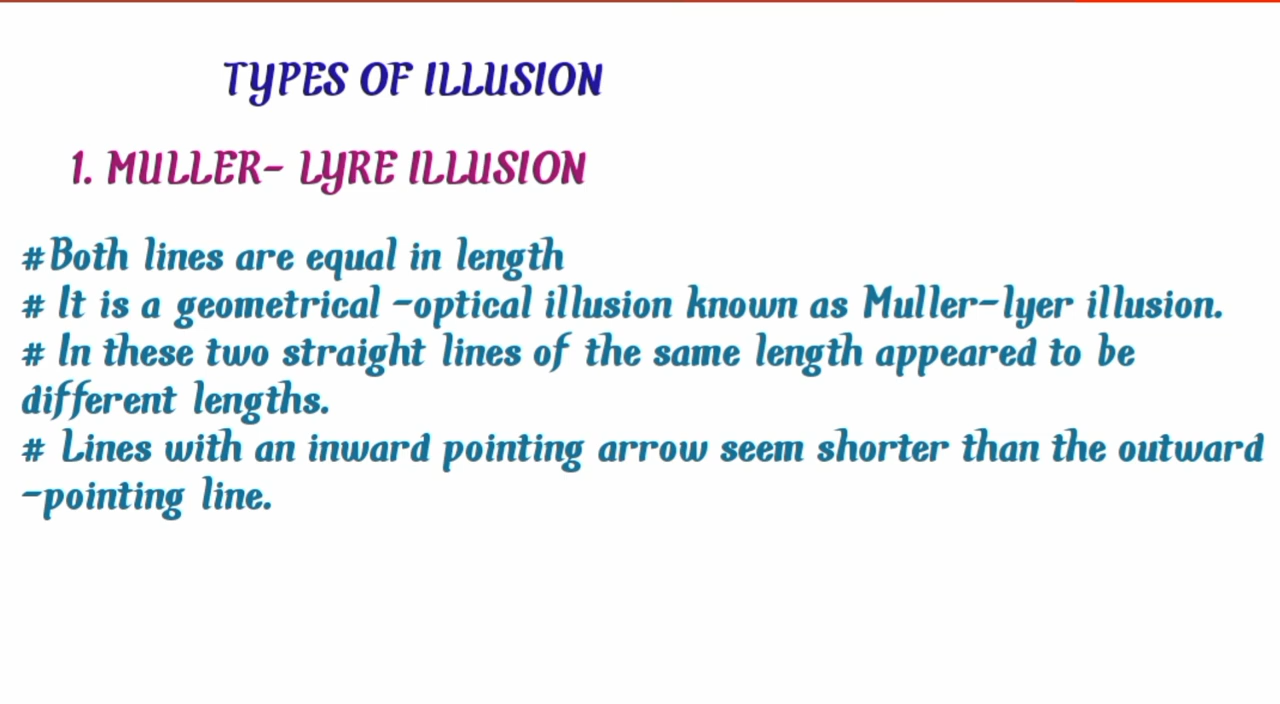 TYPES OF ILLUSION
1. MULLER- LYRE ILLUSION
#Both lines are equal in length
# It is a geometrical -optical illusion known as Muller-lyer illusion.
# In these two straight lines of the same length appeared to be
different lengths.
# Lines with an inward pointing arrow seem shorter than the outward
-pointing line.